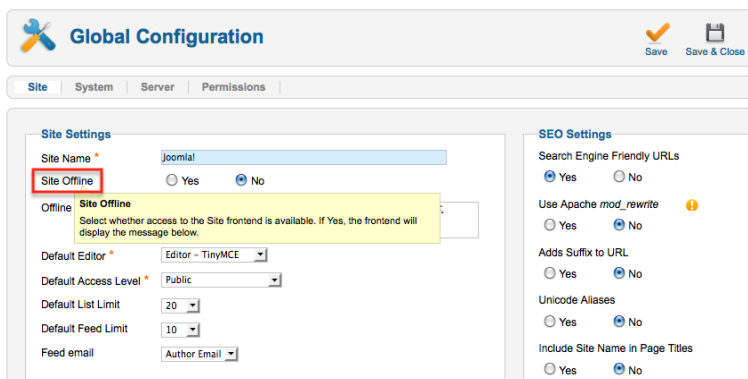 Global Configuration
Save
Save & Close
Site
System
Server
Permissions
Site Settings
Site Name *
Joomla!
Site Offline
Yes
No
Offline
Site Offline
Select whether access to the Site frontend is available. If Yes, the frontend will
display the message below.
Default Editor *
Editor - TinyMCE
Default Access Level *
Public
Default List Limit
20
Default Feed Limit
10
Feed email
Author Email
SEO Settings
Search Engine Friendly URLs
Yes
No
Use Apache mod_rewrite
Yes
No
Adds Suffix to URL
Yes
No
Unicode Aliases
Yes
No
Include Site Name in Page Titles
Yes
No